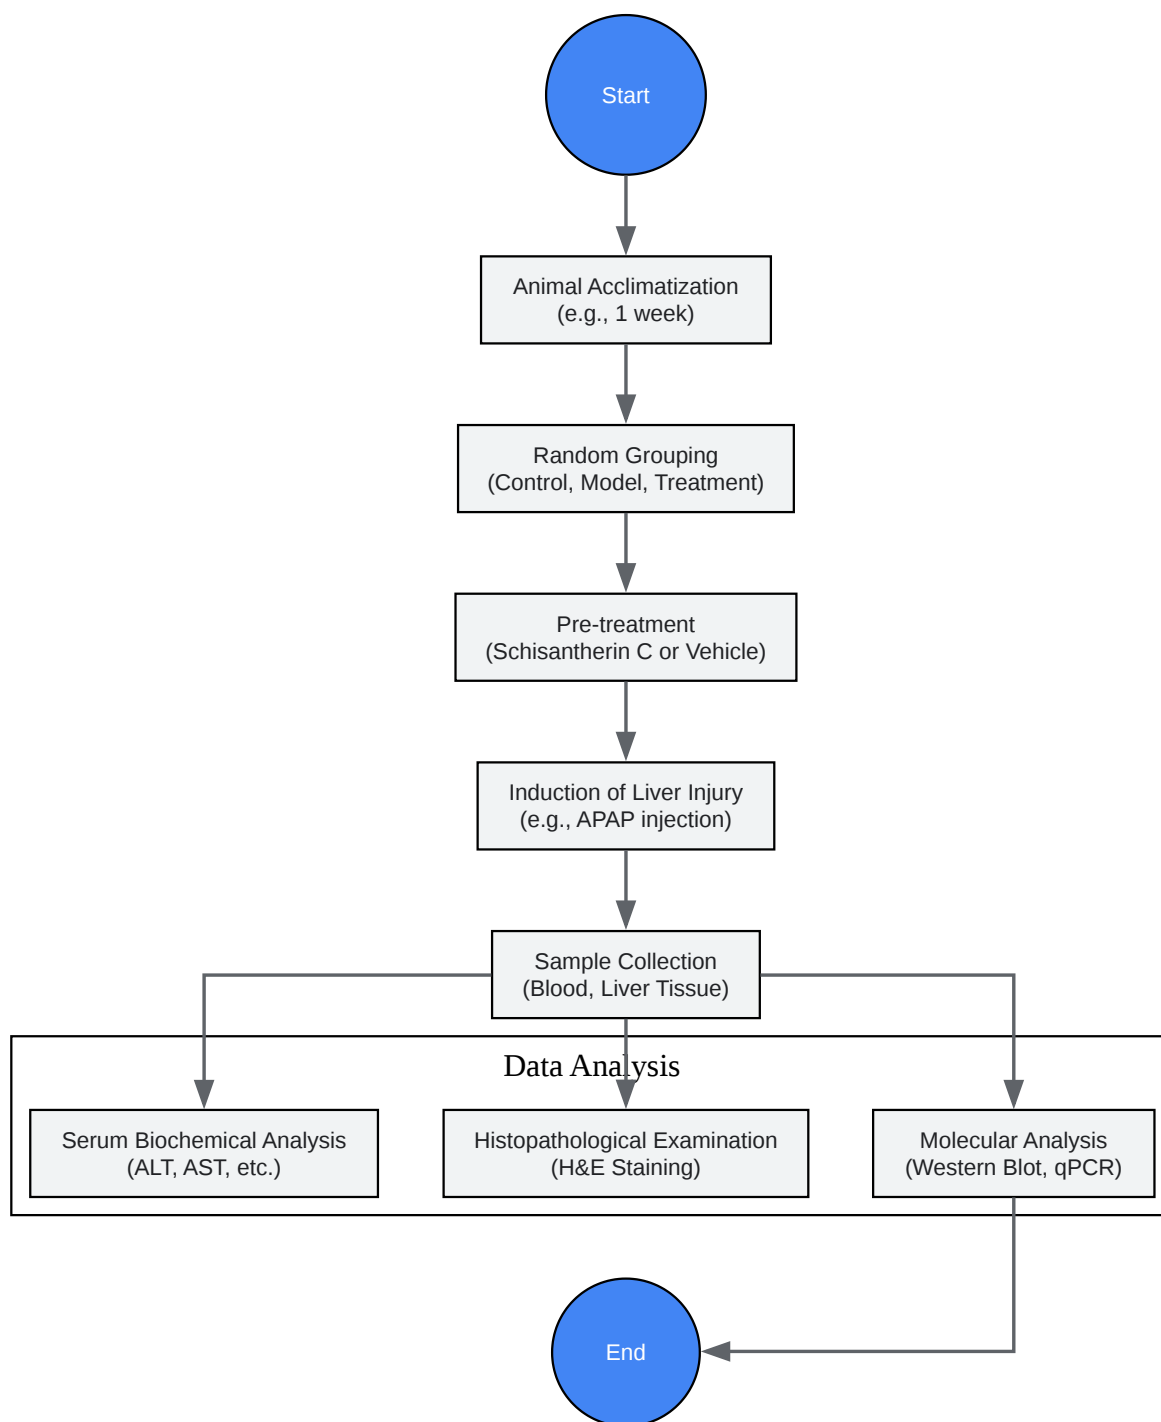 Start
Animal Acclimatization
(e.g., 1 week)
Random Grouping
(Control, Model, Treatment)
Pre-treatment
(Schisantherin C or Vehicle)
Induction of Liver Injury
(e.g., APAP injection)
Sample Collection
(Blood, Liver Tissue)
Data Analysis
Serum Biochemical Analysis
(ALT, AST, etc.)
Histopathological Examination
(H&E Staining)
Molecular Analysis
(Western Blot, qPCR)
End